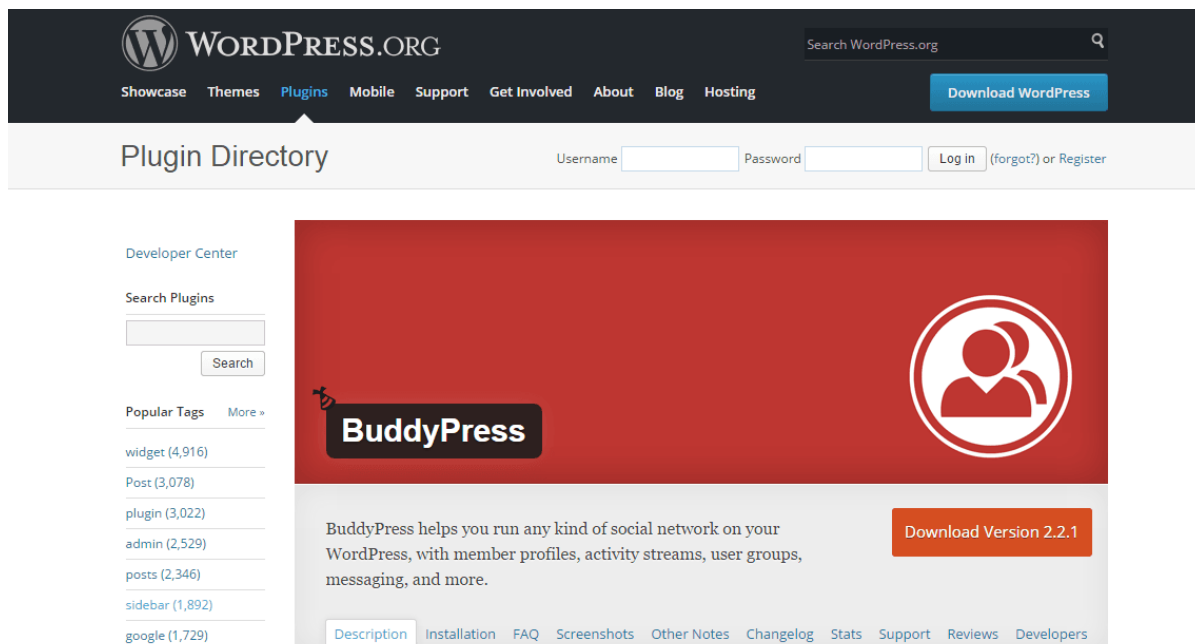 WORDPRESS.ORG
Search WordPress.org
Showcase Themes Plugins Mobile Support Get Involved About Blog Hosting
Download WordPress
Plugin Directory
Username Password Log in (forgot?) or Register
Developer Center
Search Plugins
Search
Popular Tags More »
widget (4,916)
Post (3,078)
plugin (3,022)
admin (2,529)
posts (2,346)
sidebar (1,892)
google (1,729)
BuddyPress
BuddyPress helps you run any kind of social network on your
WordPress, with member profiles, activity streams, user groups,
messaging, and more.
Download Version 2.2.1
Description Installation FAQ Screenshots Other Notes Changelog Stats Support Reviews Developers